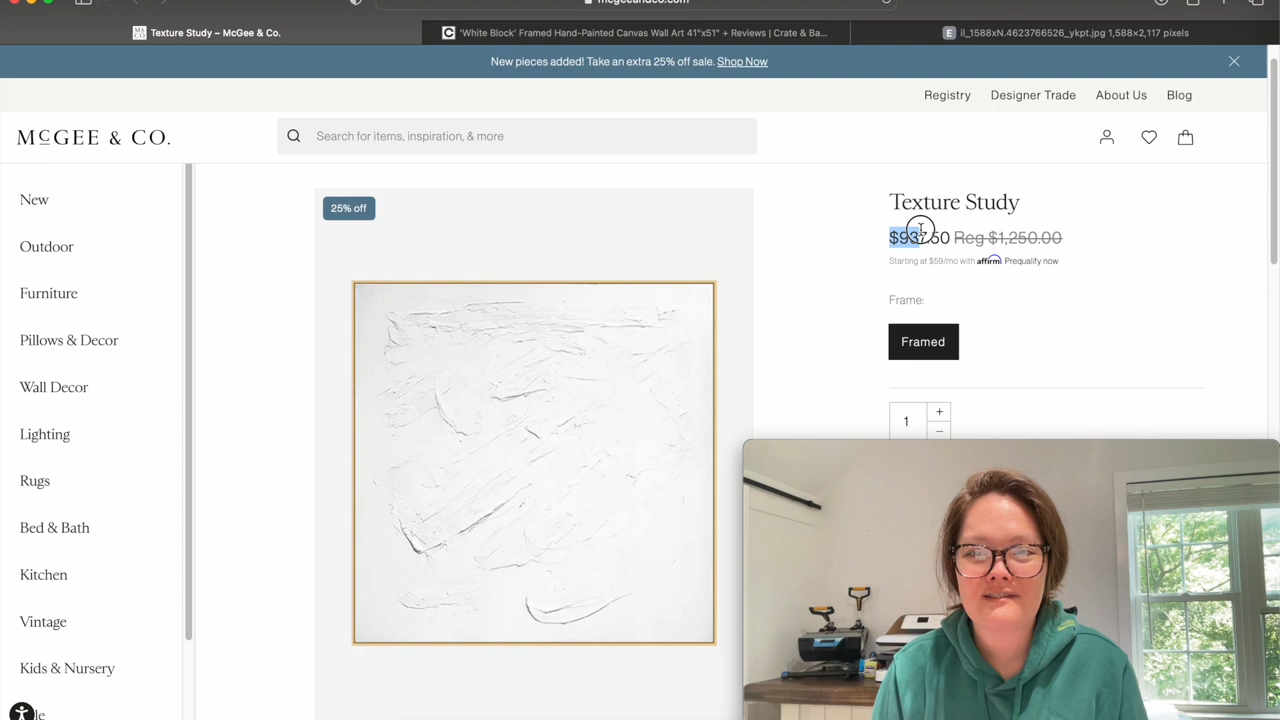 mcgeeandco.com
Texture Study – McGee & Co.
'White Block' Framed Hand-Painted Canvas Wall Art 41"x51" + Reviews | Crate & Ba...
il_1588xN.4623766526_ykpt.jpg 1,588×2,117 pixels
New pieces added! Take an extra 25% off sale. Shop Now
Registry Designer Trade About Us Blog
McGEE & CO.
Search for items, inspiration, & more
New
Outdoor
Furniture
Pillows & Decor
Wall Decor
Lighting
Rugs
Bed & Bath
Kitchen
Vintage
Kids & Nursery
25% off
Texture Study
$937.50 Reg $1,250.00
Starting at $59/mo with affirm Prequalify now
Frame:
Framed
1
+
−